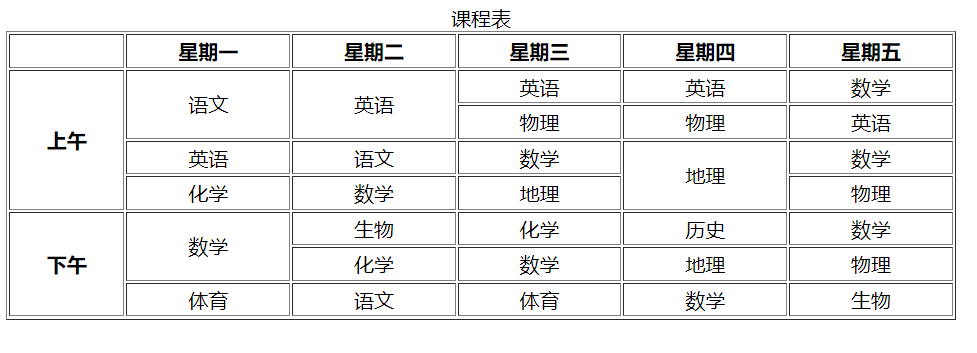 课程表
星期一 星期二 星期三 星期四 星期五
上午 语文 英语 英语 英语 数学
物理 物理 英语
英语 语文 数学 地理 数学
化学 数学 地理 物理
下午 数学 生物 化学 历史 数学
化学 数学 地理 物理
体育 语文 体育 数学 生物